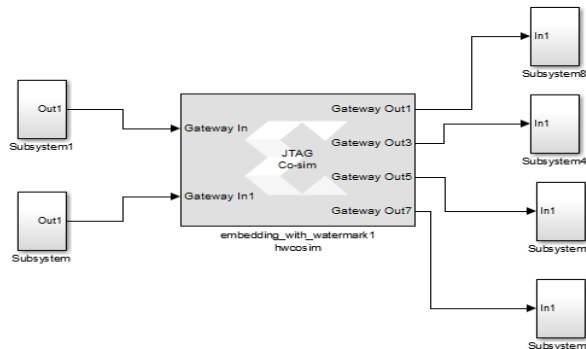 Out1
Subsystem1
Out1
Subsystem
Gateway In
Gateway In1
JTAG
Co-sim
Gateway Out1
Gateway Out3
Gateway Out5
Gateway Out7
embedding_with_watermark1
hwcosim
In1
Subsystem8
In1
Subsystem4
In1
Subsystem
In1
Subsystem